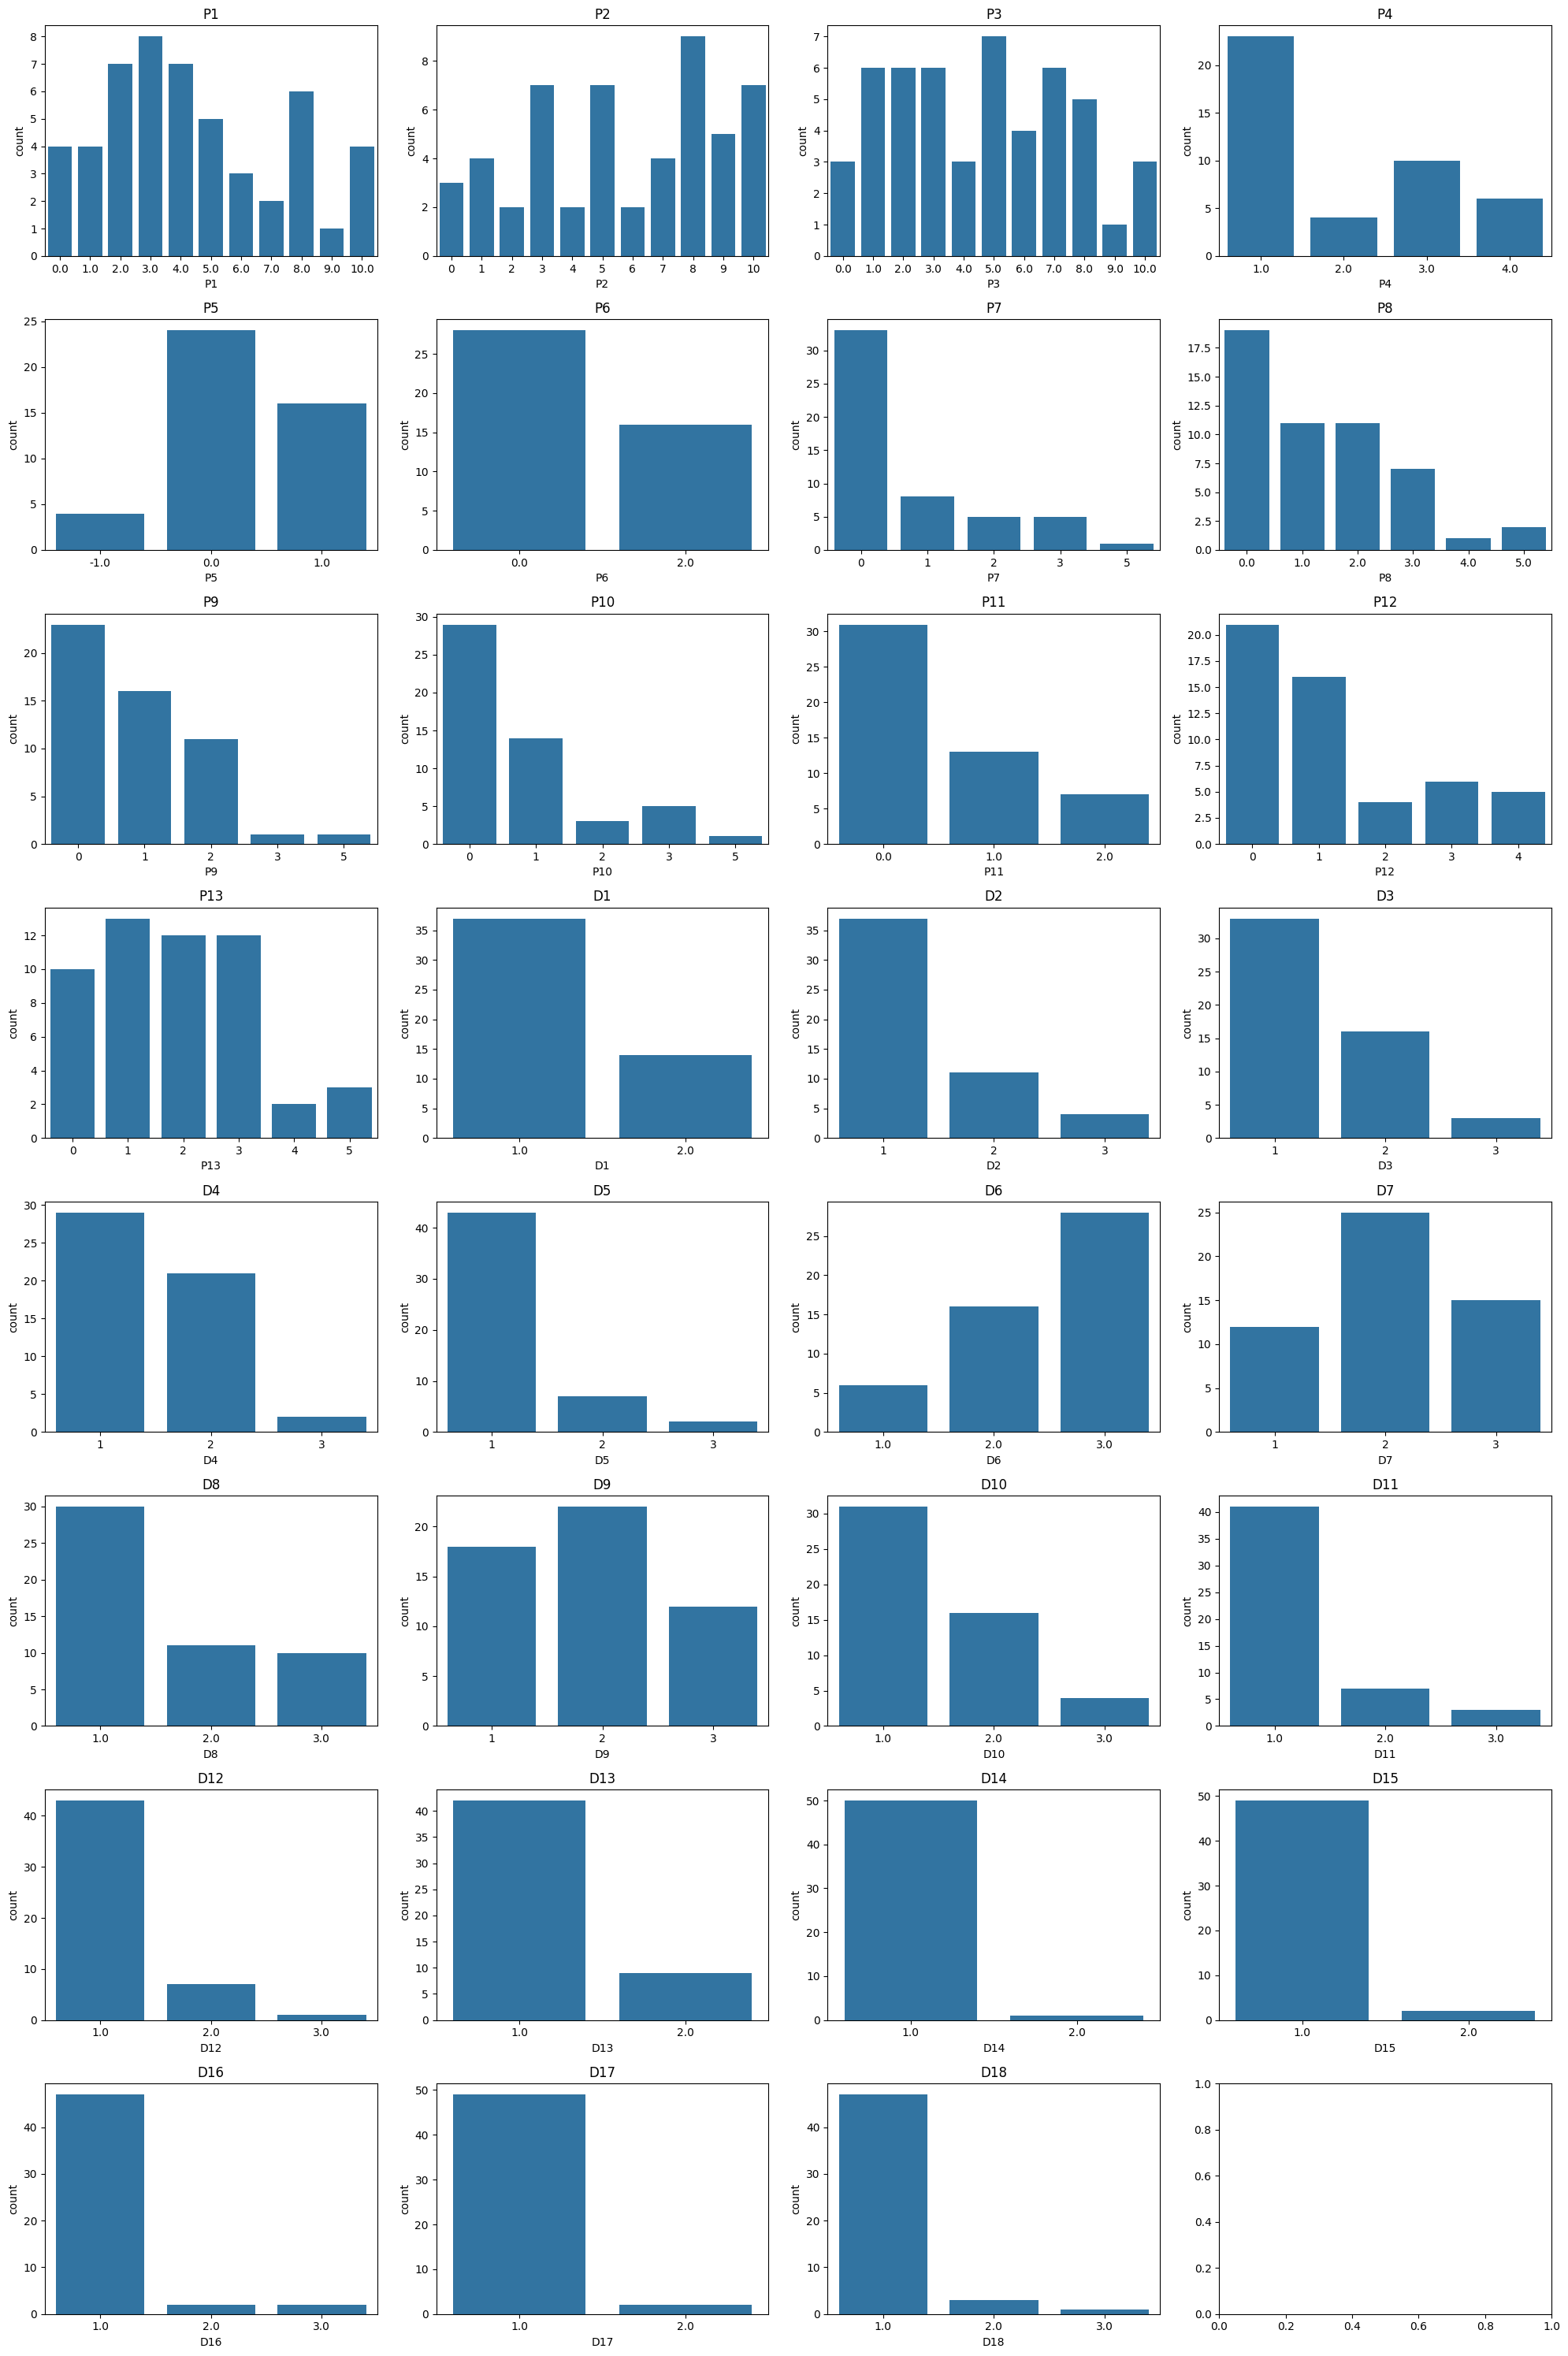 P1 P2 P3 P4
count 8 7 6 5 4 3 2 1 0
0.0 1.0 2.0 3.0 4.0 5.0 6.0 7.0 8.0 9.0 10.0
P1
count 8 6 4 2 0
0 1 2 3 4 5 6 7 8 9 10
P2
count 7 6 5 4 3 2 1 0
0.0 1.0 2.0 3.0 4.0 5.0 6.0 7.0 8.0 9.0 10.0
P3
count 20 15 10 5 0
1.0 2.0 3.0 4.0
P4
P5 P6 P7 P8
count 25 20 15 10 5 0
-1.0 0.0 1.0
P5
count 25 20 15 10 5 0
0.0 2.0
P6
count 30 25 20 15 10 5 0
0 1 2 3 5
P7
count 17.5 15.0 12.5 10.0 7.5 5.0 2.5 0.0
0.0 1.0 2.0 3.0 4.0 5.0
P8
P9 P10 P11 P12
count 20 15 10 5 0
0 1 2 3 5
P9
count 30 25 20 15 10 5 0
0 1 2 3 5
P10
count 30 25 20 15 10 5 0
0.0 1.0 2.0
P11
count 20.0 17.5 15.0 12.5 10.0 7.5 5.0 2.5 0.0
0 1 2 3 4
P12
P13 D1 D2 D3
count 12 10 8 6 4 2 0
0 1 2 3 4 5
P13
count 35 30 25 20 15 10 5 0
1.0 2.0
D1
count 35 30 25 20 15 10 5 0
1 2 3
D2
count 30 25 20 15 10 5 0
1 2 3
D3
D4 D5 D6 D7
count 30 25 20 15 10 5 0
1 2 3
D4
count 40 30 20 10 0
1 2 3
D5
count 25 20 15 10 5 0
1.0 2.0 3.0
D6
count 25 20 15 10 5 0
1 2 3
D7
D8 D9 D10 D11
count 30 25 20 15 10 5 0
1.0 2.0 3.0
D8
count 20 15 10 5 0
1 2 3
D9
count 30 25 20 15 10 5 0
1.0 2.0 3.0
D10
count 40 35 30 25 20 15 10 5 0
1.0 2.0 3.0
D11
D12 D13 D14 D15
count 40 30 20 10 0
1.0 2.0 3.0
D12
count 40 35 30 25 20 15 10 5 0
1.0 2.0
D13
count 50 40 30 20 10 0
1.0 2.0
D14
count 50 40 30 20 10 0
1.0 2.0
D15
D16 D17 D18
count 40 30 20 10 0
1.0 2.0 3.0
D16
count 50 40 30 20 10 0
1.0 2.0
D17
count 40 30 20 10 0
1.0 2.0 3.0
D18
1.0 0.8 0.6 0.4 0.2 0.0
0.0 0.2 0.4 0.6 0.8 1.0